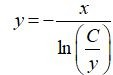 y = - x / ln(C/y)